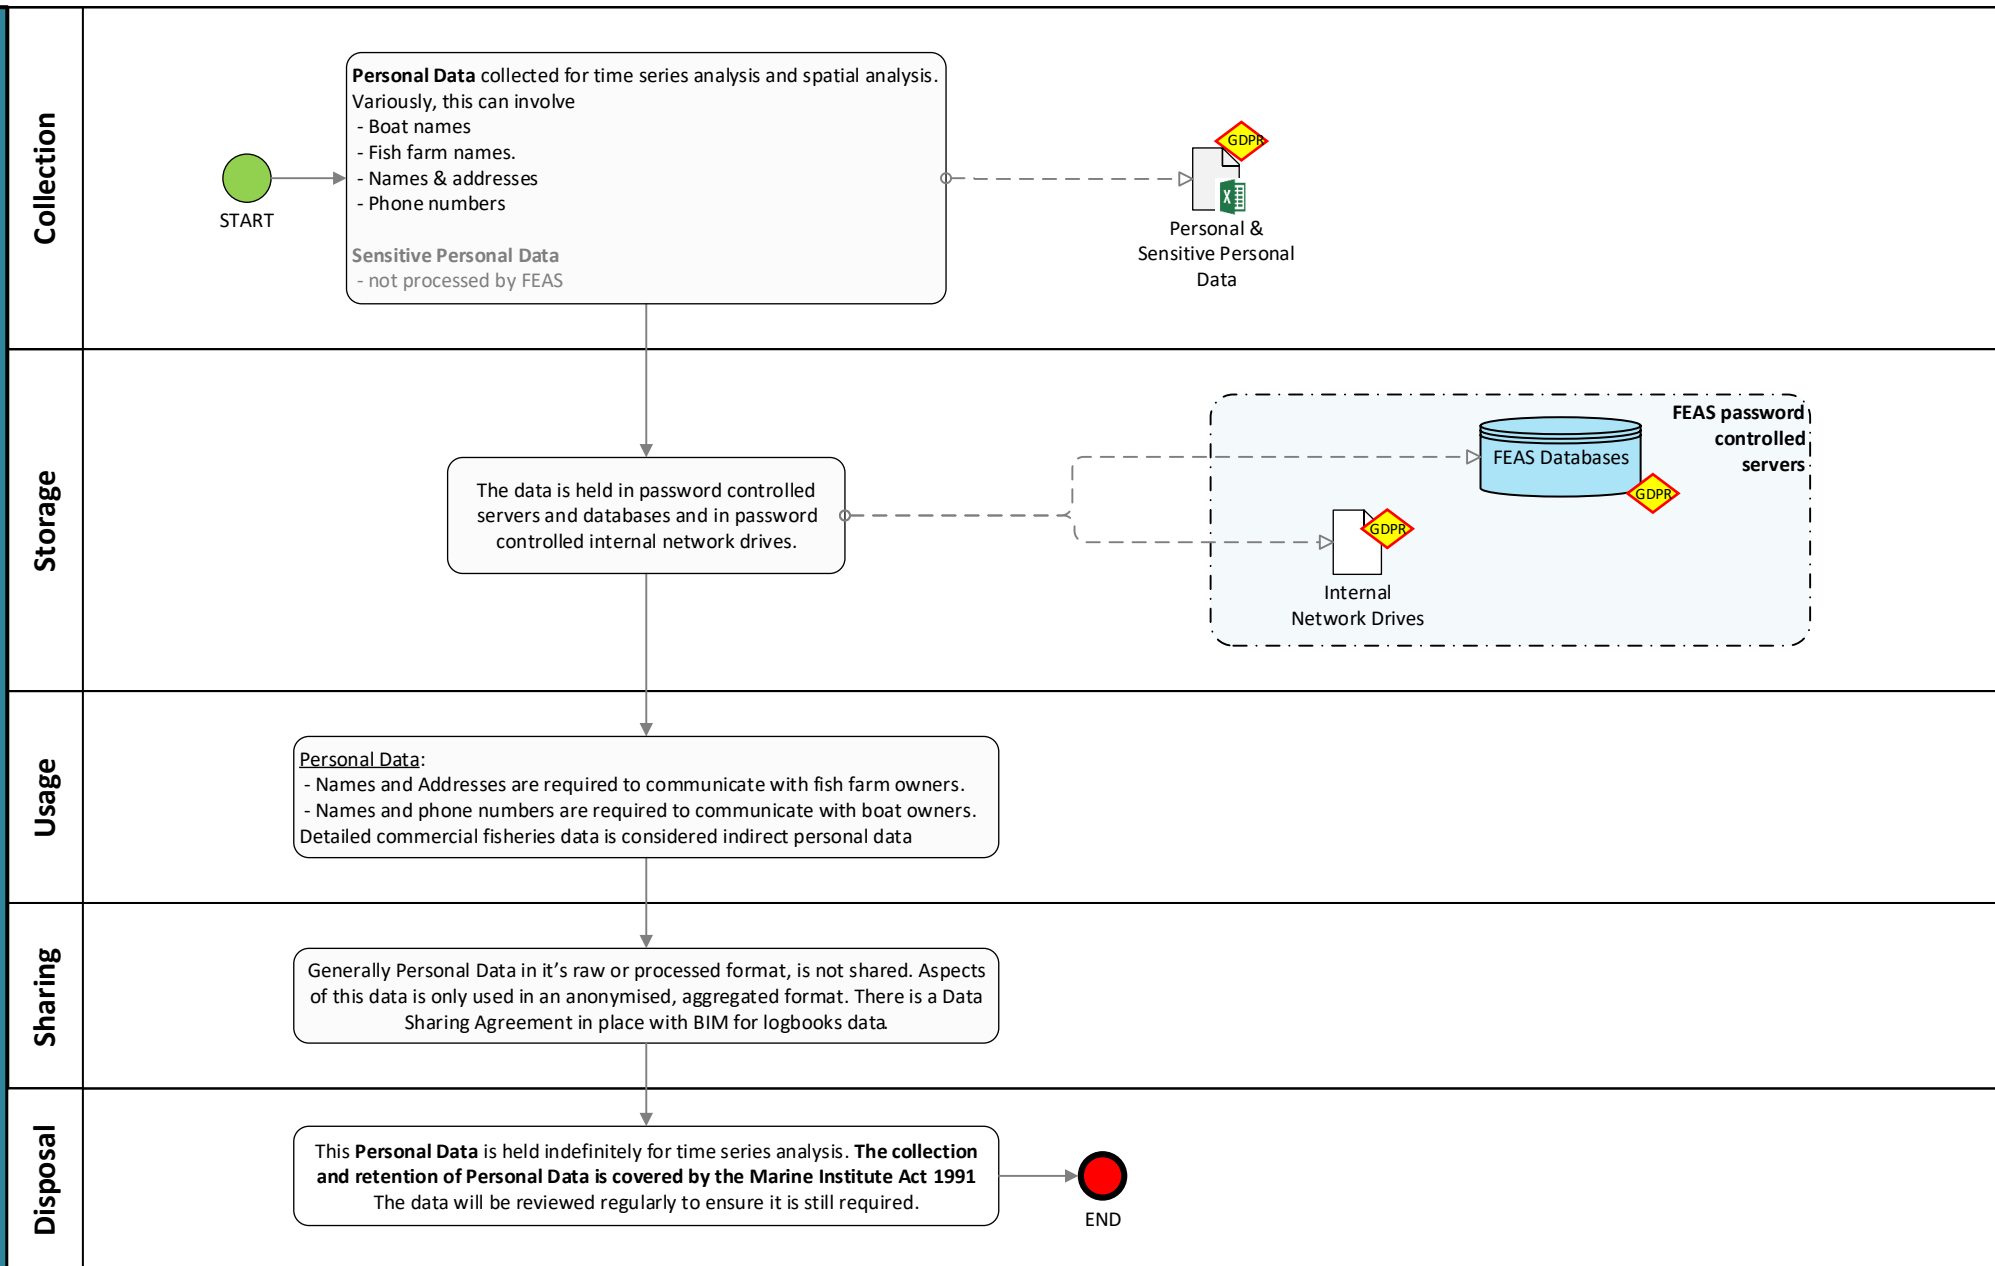 Collection
START
Personal Data collected for time series analysis and spatial analysis.
Variously, this can involve
- Boat names
- Fish farm names.
- Names & addresses
- Phone numbers
Sensitive Personal Data
- not processed by FEAS
GDPR
Personal &
Sensitive Personal
Data
Storage
The data is held in password controlled
servers and databases and in password
controlled internal network drives.
FEAS password
controlled
servers
FEAS Databases
GDPR
GDPR
Internal
Network Drives
Usage
Personal Data:
- Names and Addresses are required to communicate with fish farm owners.
- Names and phone numbers are required to communicate with boat owners.
Detailed commercial fisheries data is considered indirect personal data
Sharing
Generally Personal Data in it’s raw or processed format, is not shared. Aspects
of this data is only used in an anonymised, aggregated format. There is a Data
Sharing Agreement in place with BIM for logbooks data.
Disposal
This Personal Data is held indefinitely for time series analysis. The collection
and retention of Personal Data is covered by the Marine Institute Act 1991
The data will be reviewed regularly to ensure it is still required.
END